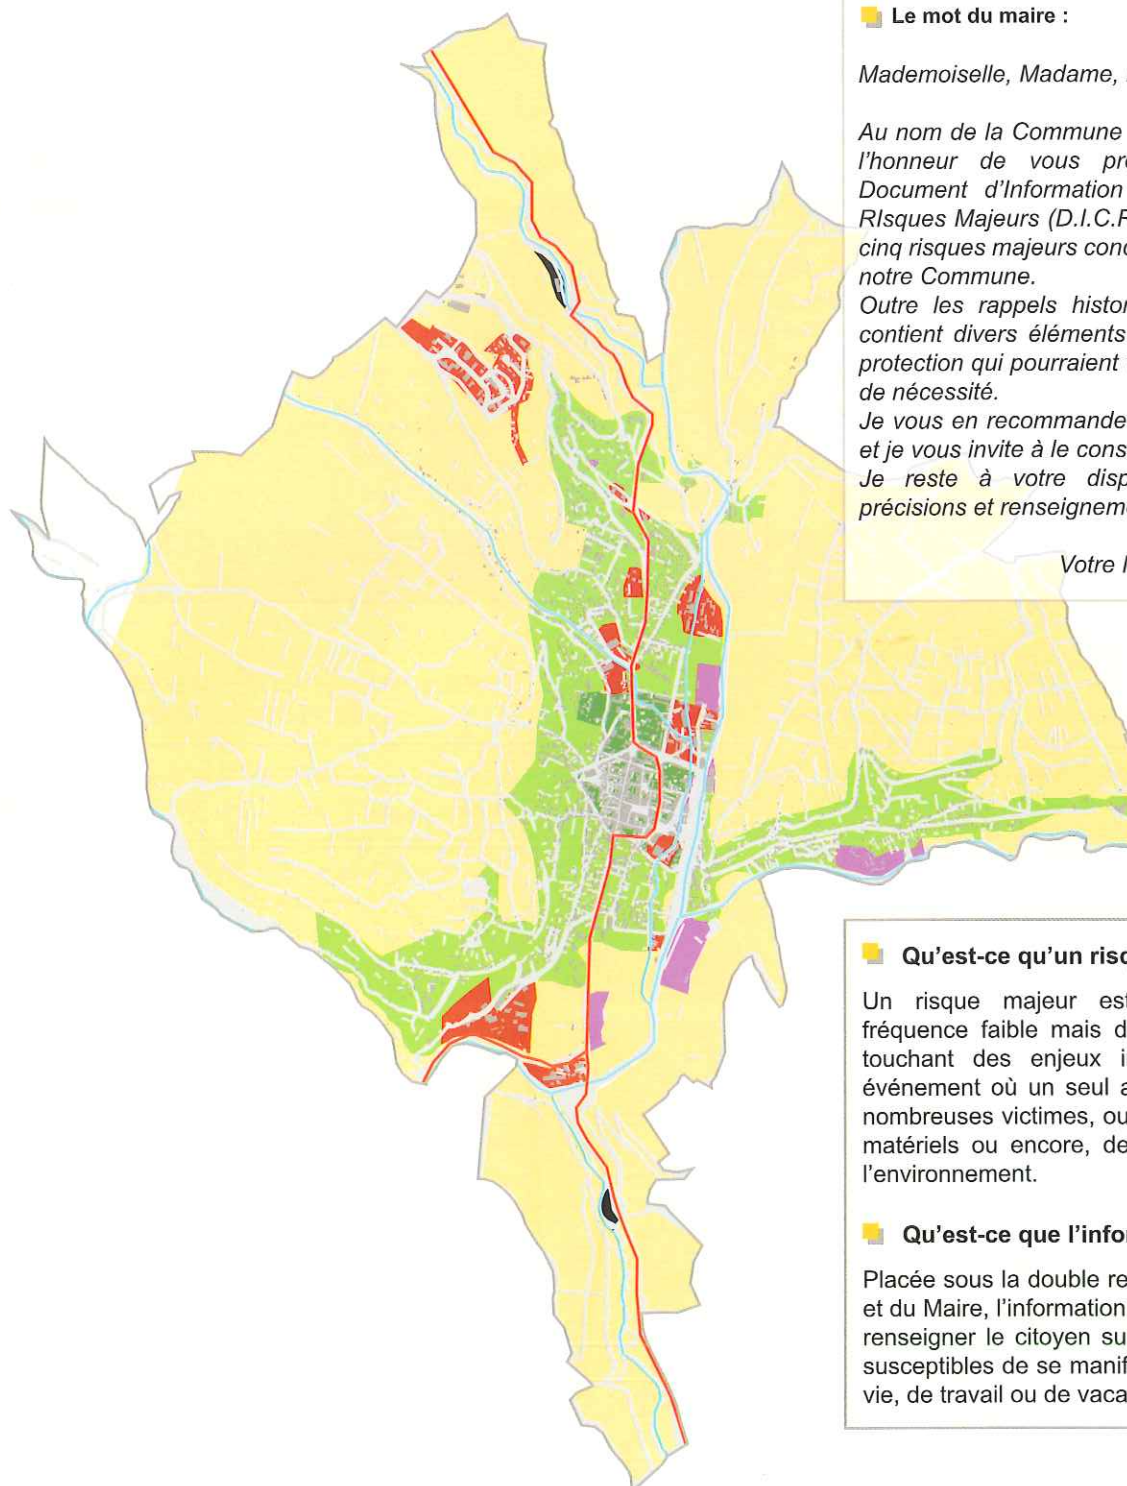 Le mot du maire :
Mademoiselle, Madame,
Au nom de la Commune
l'honneur de vous
Document d'Information
RIsques Majeurs
cinq risques majeurs
notre Commune.
Outre les rappels
contient divers éléments
protection qui pourraient
de nécessité.
Je vous en recommande
et je vous invite à le
Je reste à votre
précisions et
Votre
Qu'est-ce qu'un
Un risque majeur est
fréquence faible mais
touchant des enjeux
événement où un seul
nombreuses victimes, ou
matériels ou encore, de
l'environnement.
Qu'est-ce que
Placée sous la double
et du Maire, l'information
renseigner le citoyen
susceptibles de se
vie, de travail ou de